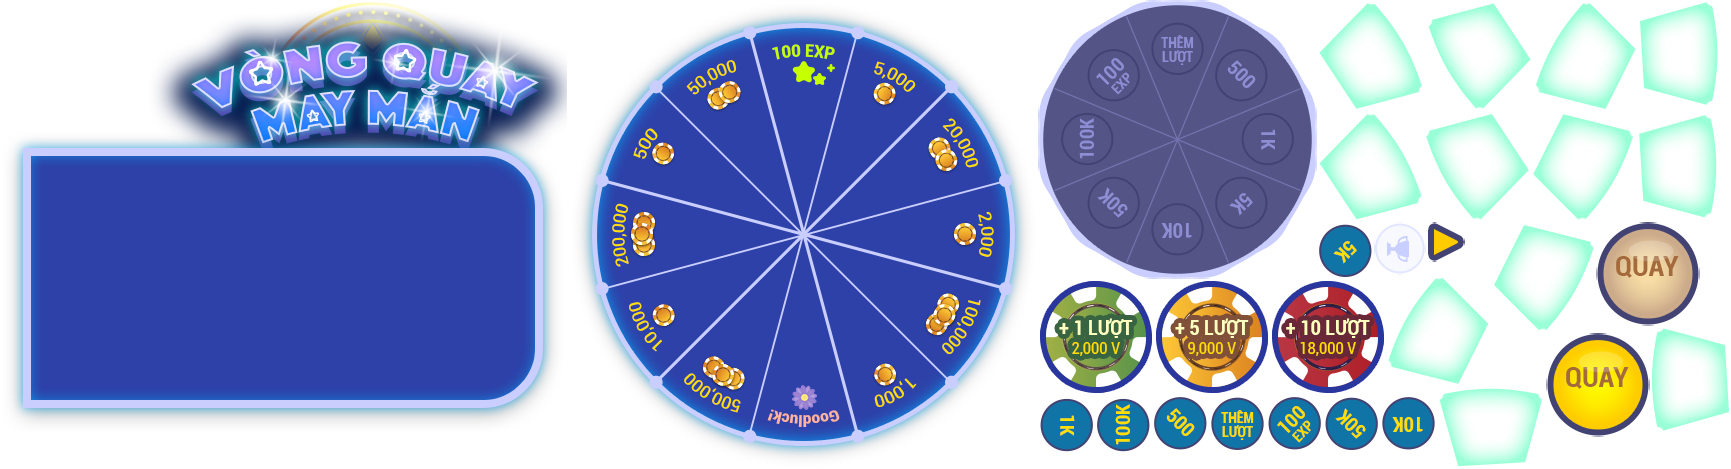 VÒNG QUAY
MAY MẮN
100 EXP
5,000
20,000
2,000
100,000
1,000
Goodluck!
500,000
10,000
200,000
500
50,000
THÊM
LƯỢT
500
1K
5K
10K
50K
100K
100
EXP
5K
QUAY
+ 1 LƯỢT
2,000 V
+ 5 LƯỢT
9,000 V
+ 10 LƯỢT
18,000 V
QUAY
1K
100K
500
THÊM
LƯỢT
100
EXP
50K
10K